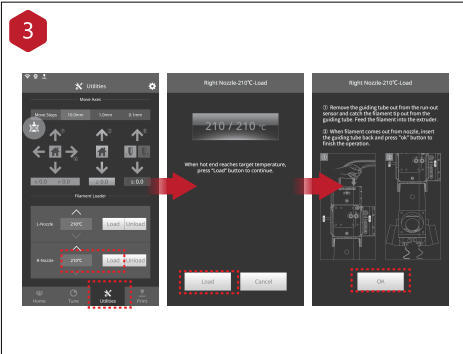 3
Utilities
Move Axes
Move Steps 10.0mm 1.0mm 0.1mm
Z: 0.0 E: 0.0
Filament Loader
L-Nozzle 210℃ Load Unload
R-Nozzle 210℃ Load Unload
Home Tune Utilities Print
Right Nozzle-210℃-Load
210 / 210 ℃
When hot end reaches target temperature,
press "Load" button to continue.
Load Cancel
Right Nozzle-210℃-Load
① Remove the guiding tube out from the run-out
sensor and catch the filament tip out from the
guiding tube. Feed the filament into the extruder.
② When filament comes out from nozzle, insert
the guiding tube back and press "ok" button to
finish the operation.
① ②
OK